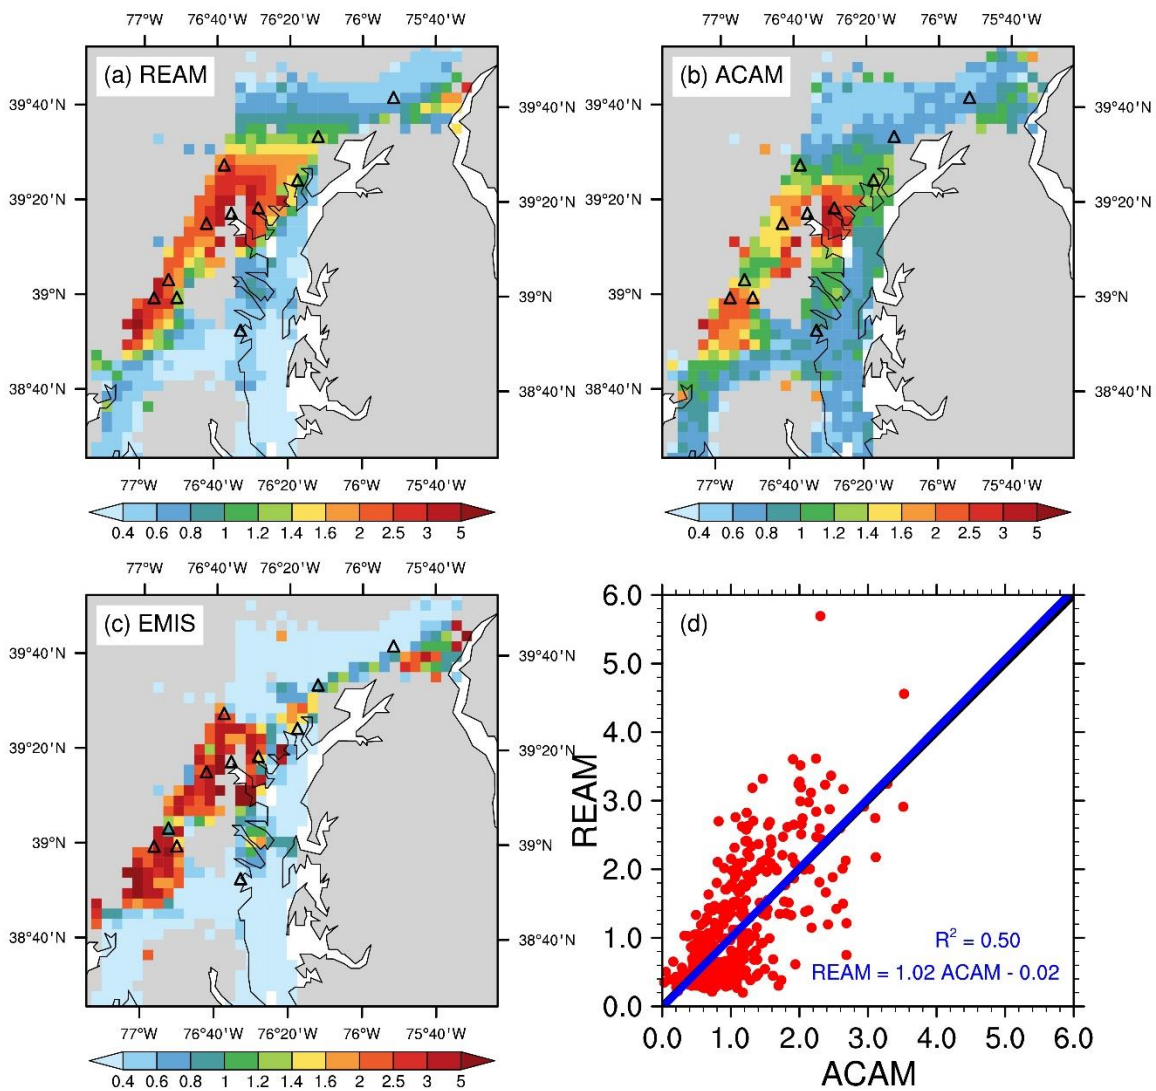 77°W 76°20'W 75°40'W
76°40'W 76°W
(a) REAM
39°40'N 39°40'N
39°20'N 39°20'N
39°N 39°N
38°40'N 38°40'N
77°W 76°20'W 75°40'W
76°40'W 76°W
0.4 0.6 0.8 1 1.2 1.4 1.6 2 2.5 3 5
77°W 76°20'W 75°40'W
76°40'W 76°W
(b) ACAM
39°40'N 39°40'N
39°20'N 39°20'N
39°N 39°N
38°40'N 38°40'N
77°W 76°20'W 75°40'W
76°40'W 76°W
0.4 0.6 0.8 1 1.2 1.4 1.6 2 2.5 3 5
77°W 76°20'W 75°40'W
76°40'W 76°W
(c) EMIS
39°40'N 39°40'N
39°20'N 39°20'N
39°N 39°N
38°40'N 38°40'N
77°W 76°20'W 75°40'W
76°40'W 76°W
0.4 0.6 0.8 1 1.2 1.4 1.6 2 2.5 3 5
(d)
6.0
5.0
4.0
REAM
3.0
2.0
1.0
R² = 0.50
REAM = 1.02 ACAM - 0.02
0.0
0.0 1.0 2.0 3.0 4.0 5.0 6.0
ACAM